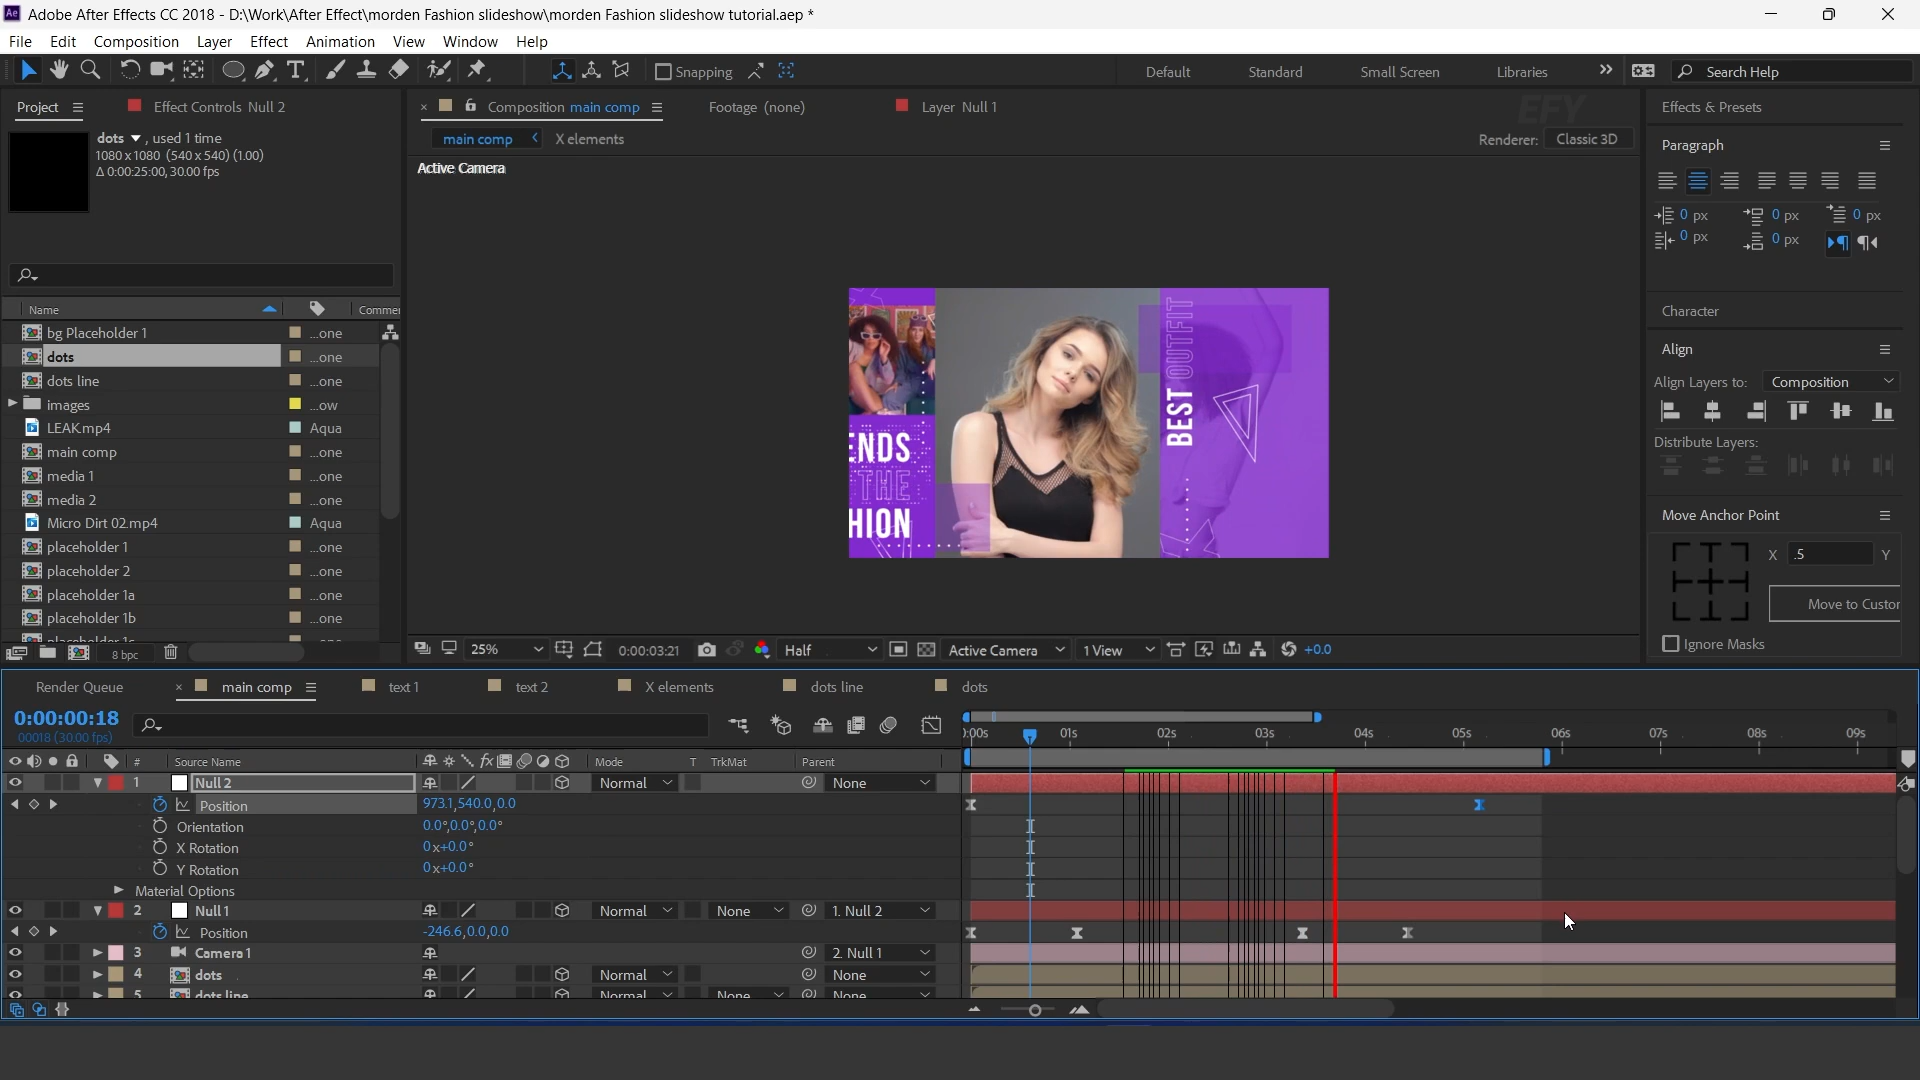 Ae Adobe After Effects CC 2018 - D:\Work\After Effect\morden Fashion slideshow\morden Fashion slideshow tutorial.aep *
File Edit Composition Layer Effect Animation View Window Help
Snapping Default Standard Small Screen Libraries Search Help
Project Effect Controls Null 2 Composition main comp Footage (none) Layer Null 1 EFY Effects & Presets
dots , used 1 time
1080 x 1080 (540 x 540) (1.00)
Δ 0:00:25:00, 30.00 fps
main comp X elements Renderer: Classic 3D
Active Camera
Paragraph
0 px 0 px 0 px
0 px 0 px
Name Comme
bg Placeholder 1 ...one
dots ...one
dots line ...one
images ...ow
LEAK.mp4 Aqua
main comp ...one
media 1 ...one
media 2 ...one
Micro Dirt 02.mp4 Aqua
placeholder 1 ...one
placeholder 2 ...one
placeholder 1a ...one
placeholder 1b ...one
placeholder 1c ...one
8 bpc
ENDS
THE
HION
BEST OUTFIT
Character
Align
Align Layers to: Composition
Distribute Layers:
Move Anchor Point
X .5 Y
Move to Custor
Ignore Masks
25% 0:00:03:21 Half Active Camera 1 View +0.0
Render Queue main comp text 1 text 2 X elements dots line dots
0:00:00:18
00018 (30.00 fps)
):00s 01s 02s 03s 04s 05s 06s 07s 08s 09s
# Source Name fx Mode T TrkMat Parent
1 Null 2 Normal None
Position 973.1,540.0,0.0
Orientation 0.0°,0.0°,0.0°
X Rotation 0x+0.0°
Y Rotation 0x+0.0°
Material Options
2 Null 1 Normal None 1. Null 2
Position -246.6,0.0,0.0
3 Camera 1 2. Null 1
4 dots Normal None
5 dots line Normal None None